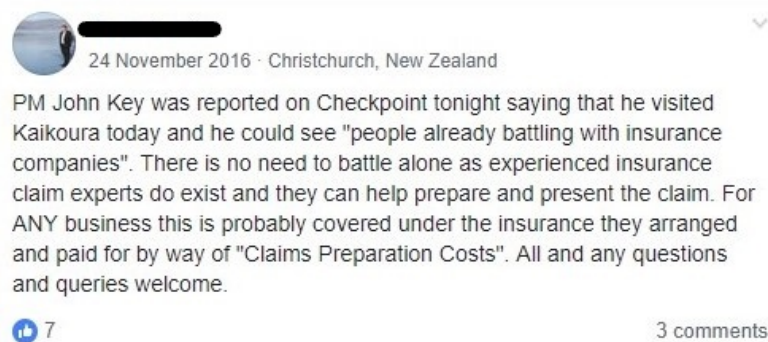 24 November 2016 · Christchurch, New Zealand
PM John Key was reported on Checkpoint tonight saying that he visited
Kaikoura today and he could see "people already battling with insurance
companies". There is no need to battle alone as experienced insurance
claim experts do exist and they can help prepare and present the claim. For
ANY business this is probably covered under the insurance they arranged
and paid for by way of "Claims Preparation Costs". All and any questions
and queries welcome.
7 3 comments